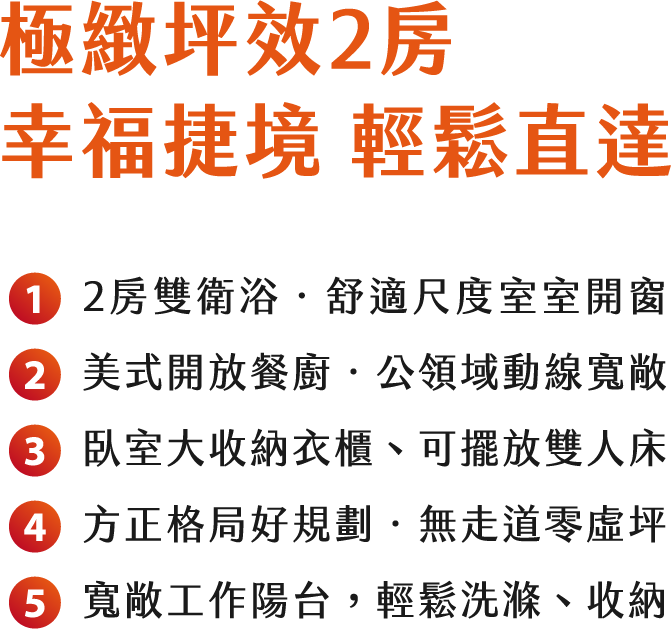 極緻坪效2房
幸福捷境 輕鬆直達
1 2房雙衛浴．舒適尺度室室開窗
2 美式開放餐廚．公領域動線寬敞
3 臥室大收納衣櫃、可擺放雙人床
4 方正格局好規劃．無走道零虛坪
5 寬敞工作陽台，輕鬆洗滌、收納